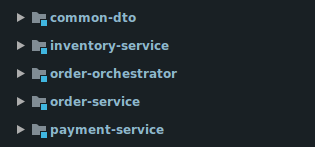 common-dto
inventory-service
order-orchestrator
order-service
payment-service